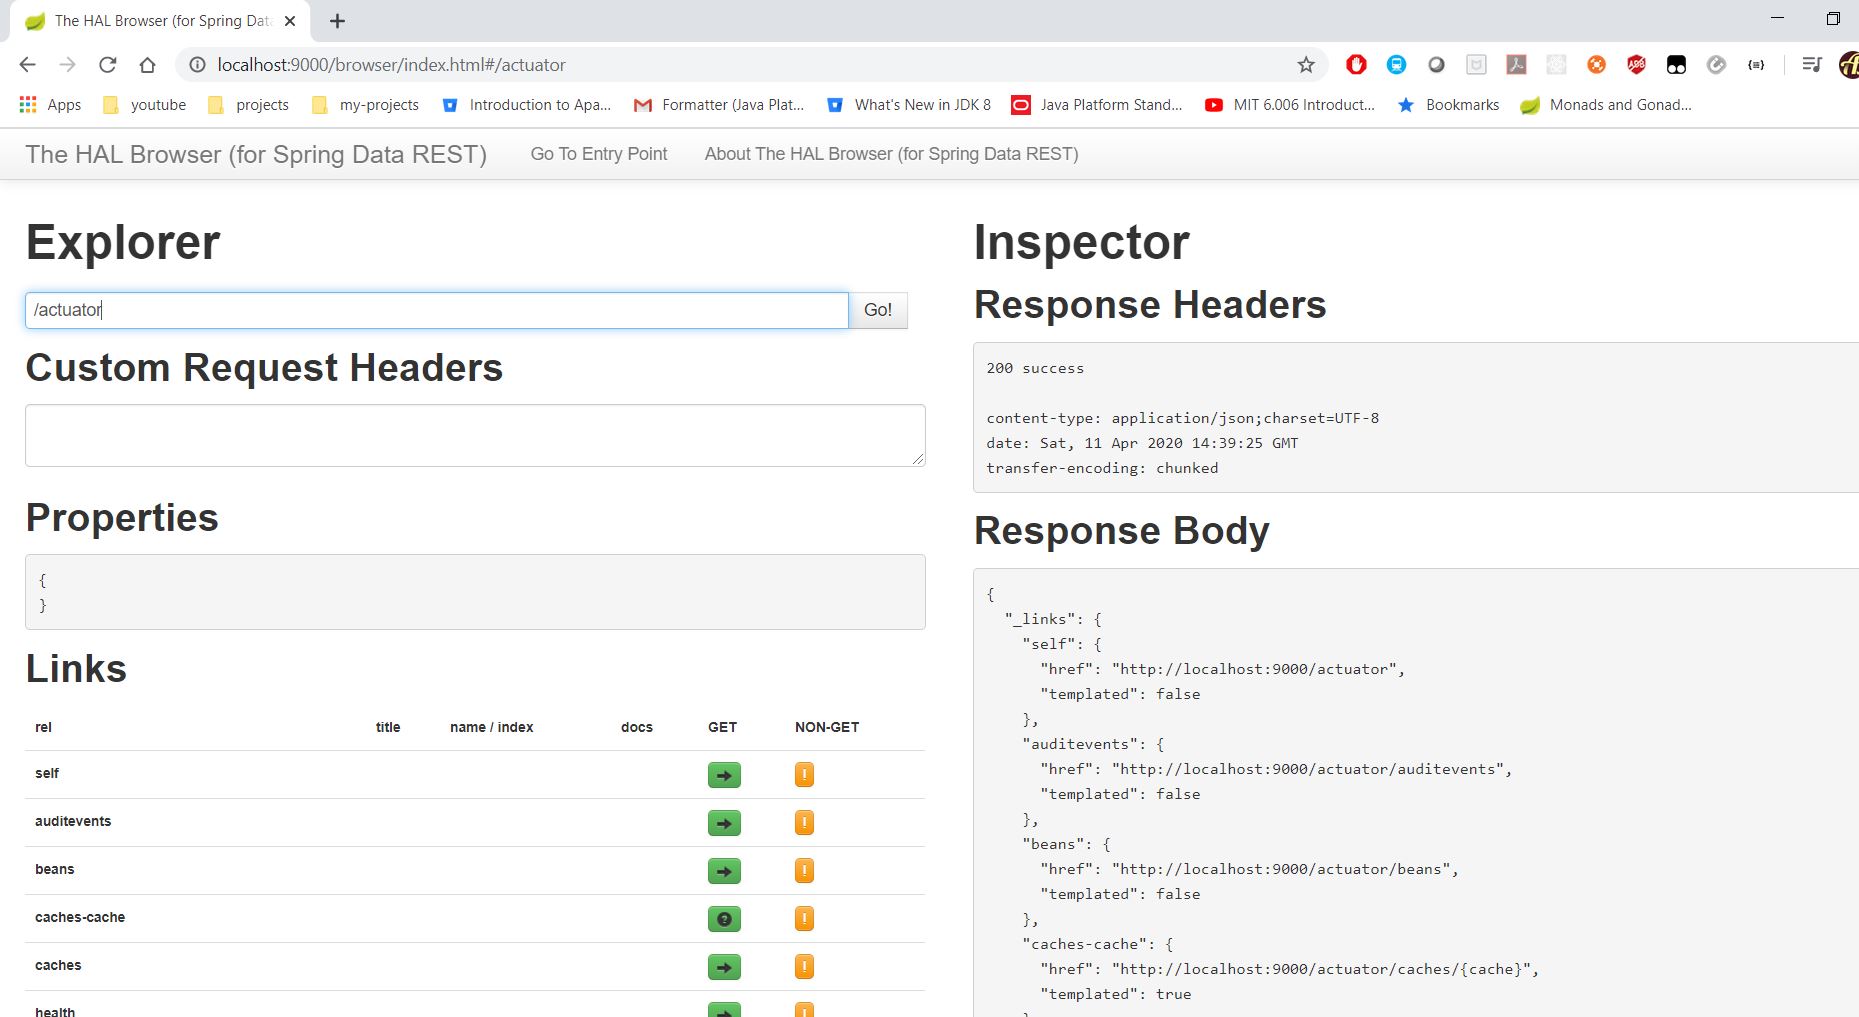 The HAL Browser (for Spring Data
localhost:9000/browser/index.html#/actuator
Apps youtube projects my-projects Introduction to Apa... Formatter (Java Plat... What's New in JDK 8 Java Platform Stand... MIT 6.006 Introduct... Bookmarks Monads and Gonad...
The HAL Browser (for Spring Data REST) Go To Entry Point About The HAL Browser (for Spring Data REST)
Explorer
/actuator Go!
Custom Request Headers
Properties
{
}
Links
rel title name / index docs GET NON-GET
self
auditevents
beans
caches-cache
caches
health
Inspector
Response Headers
200 success
content-type: application/json;charset=UTF-8
date: Sat, 11 Apr 2020 14:39:25 GMT
transfer-encoding: chunked
Response Body
{
"_links": {
"self": {
"href": "http://localhost:9000/actuator",
"templated": false
},
"auditevents": {
"href": "http://localhost:9000/actuator/auditevents",
"templated": false
},
"beans": {
"href": "http://localhost:9000/actuator/beans",
"templated": false
},
"caches-cache": {
"href": "http://localhost:9000/actuator/caches/{cache}",
"templated": true